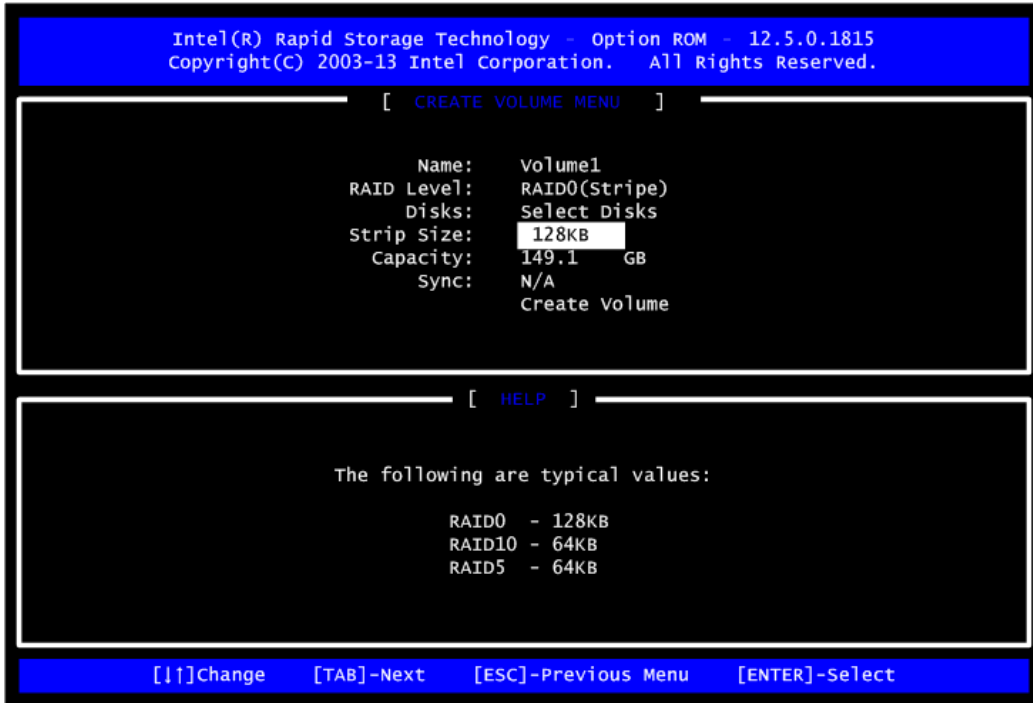 Intel(R) Rapid Storage Technology - Option ROM - 12.5.0.1815
Copyright(C) 2003-13 Intel Corporation. All Rights Reserved.
[ CREATE VOLUME MENU ]
Name: Volume1
RAID Level: RAID0(Stripe)
Disks: Select Disks
Strip Size: 128KB
Capacity: 149.1 GB
Sync: N/A
Create Volume
[ HELP ]
The following are typical values:
RAID0 - 128KB
RAID10 - 64KB
RAID5 - 64KB
[↓↑]Change [TAB]-Next [ESC]-Previous Menu [ENTER]-Select